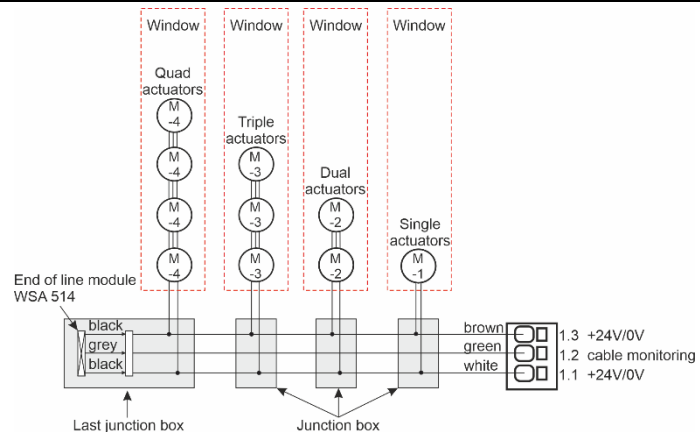 Window
Window
Window
Window
Quad
actuators
M
-4
M
-4
M
-4
M
-4
Triple
actuators
M
-3
M
-3
M
-3
Dual
actuators
M
-2
M
-2
Single
actuators
M
-1
End of line module
WSA 514
black
grey
black
brown
green
white
1.3 +24V/0V
1.2 cable monitoring
1.1 +24V/0V
Last junction box
Junction box